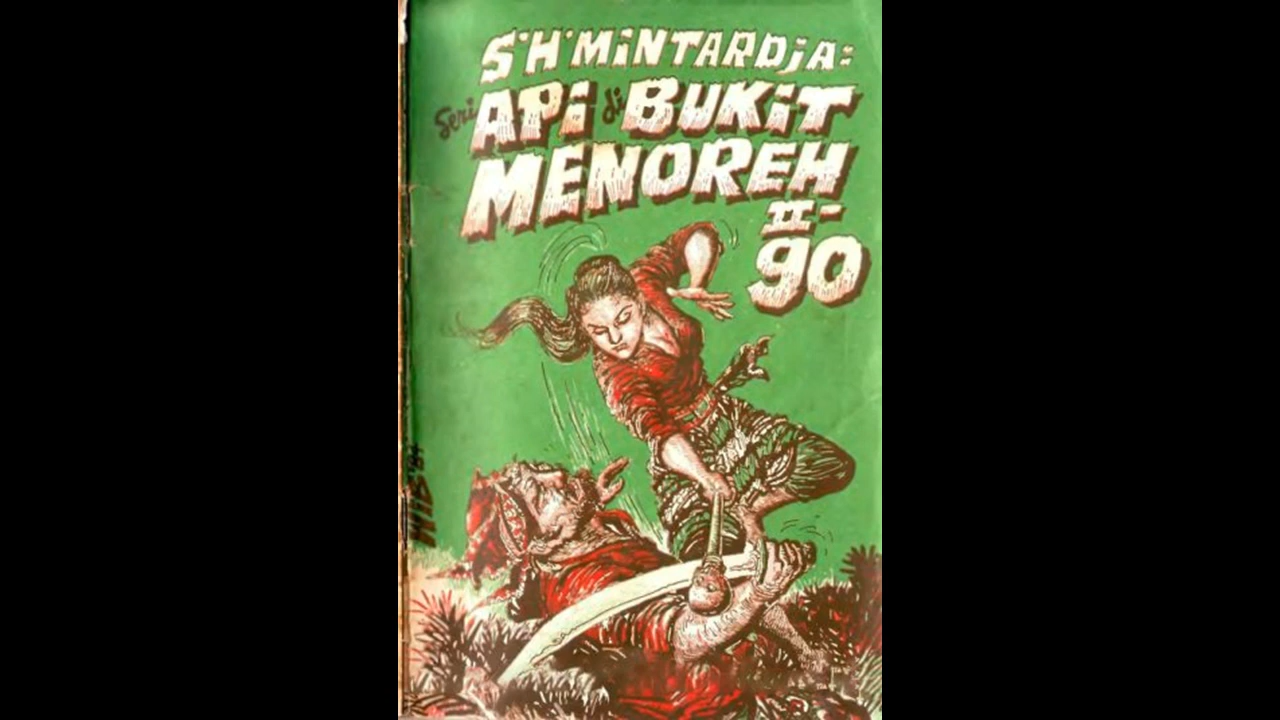 S·H·MiNTARDjA:
Seri APi di BUKiT
MENOREH
II-
90